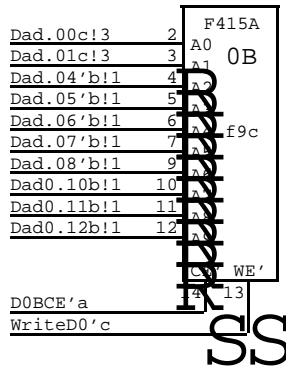 F415A
Dad.00c!3 2 A0 0B
Dad.01c!3 3 A1
Dad.04'b!1 4 A2
Dad.05'b!1 5
Dad.06'b!1 6 f9c
Dad.07'b!1 7
Dad.08'b!1 9
Dad0.10b!1 10
Dad0.11b!1 11
Dad0.12b!1 12
WE'
D0BCE'a 14 13
WriteD0'c
SS